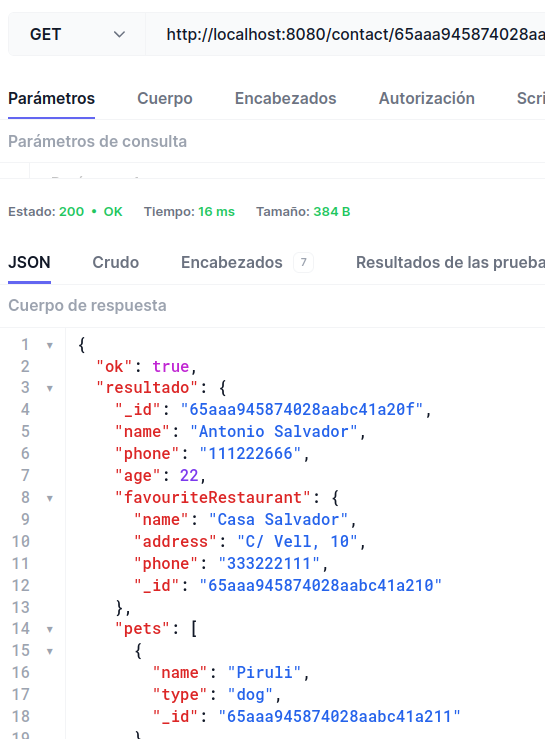 GET http://localhost:8080/contact/65aaa945874028aa
Parámetros Cuerpo Encabezados Autorización Scri
Parámetros de consulta
Estado: 200 • OK Tiempo: 16 ms Tamaño: 384 B
JSON Crudo Encabezados 7 Resultados de las prueba
Cuerpo de respuesta
1 {
2 "ok": true,
3 "resultado": {
4 "_id": "65aaa945874028aabc41a20f",
5 "name": "Antonio Salvador",
6 "phone": "111222666",
7 "age": 22,
8 "favouriteRestaurant": {
9 "name": "Casa Salvador",
10 "address": "C/ Vell, 10",
11 "phone": "333222111",
12 "_id": "65aaa945874028aabc41a210"
13 },
14 "pets": [
15 {
16 "name": "Piruli",
17 "type": "dog",
18 "_id": "65aaa945874028aabc41a211"
19 }